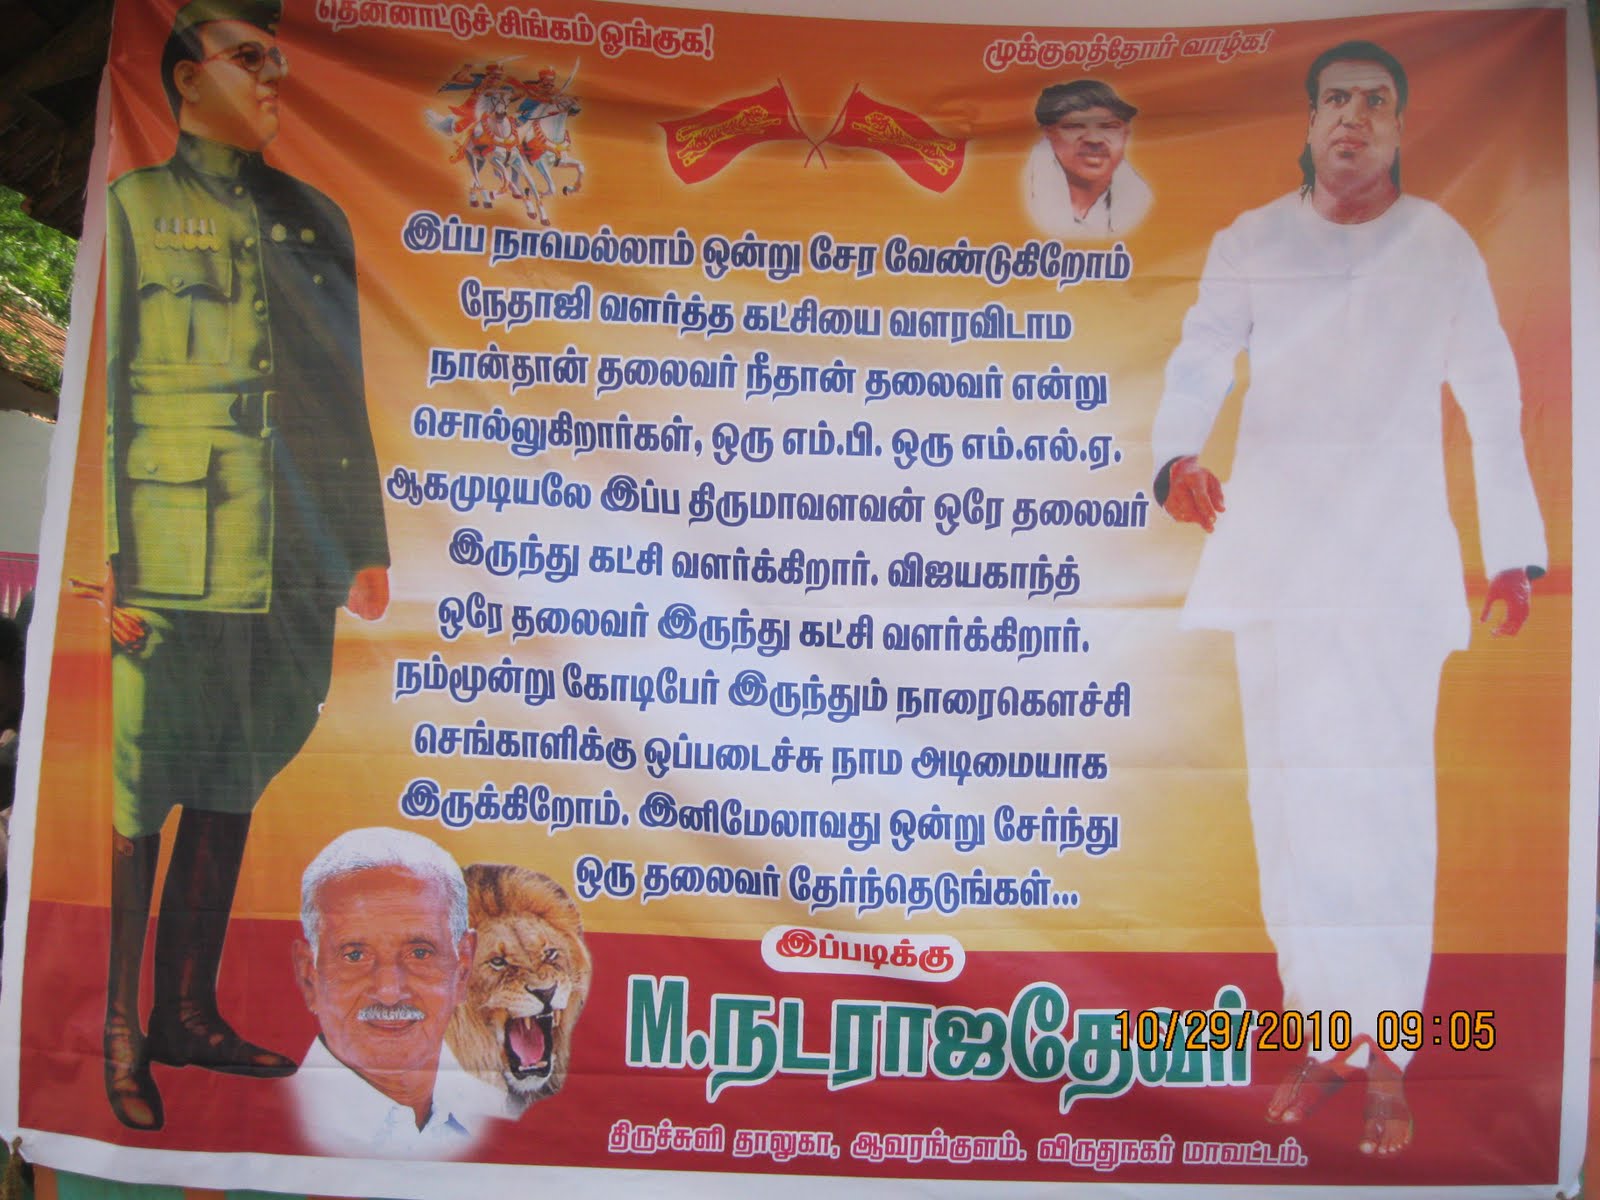 தென்னாட்டுச் சிங்கம் ஓங்குக!
முக்குலத்தோர் வாழ்க!
இப்ப நாமெல்லாம் ஒன்று சேர வேண்டுகிறோம்
நேதாஜி வளர்த்த கட்சியை வளரவிடாம
நான்தான் தலைவர் நீதான் தலைவர் என்று
சொல்லுகிறார்கள், ஒரு எம்.பி. ஒரு எம்.எல்.ஏ.
ஆகமுடியலே இப்ப திருமாவளவன் ஒரே தலைவர்
இருந்து கட்சி வளர்க்கிறார். விஜயகாந்த்
ஒரே தலைவர் இருந்து கட்சி வளர்க்கிறார்.
நம்மூன்று கோடிபேர் இருந்தும் நாரைகௌச்சி
செங்காளிக்கு ஒப்படைச்சு நாம அடிமையாக
இருக்கிறோம். இனிமேலாவது ஒன்று சேர்ந்து
ஒரு தலைவர் தேர்ந்தெடுங்கள்...
இப்படிக்கு
M.நடராஜதேவர்
10/29/2010 09:05
திருச்சுளி தாலுகா, ஆவரங்குளம். விருதுநகர் மாவட்டம்.